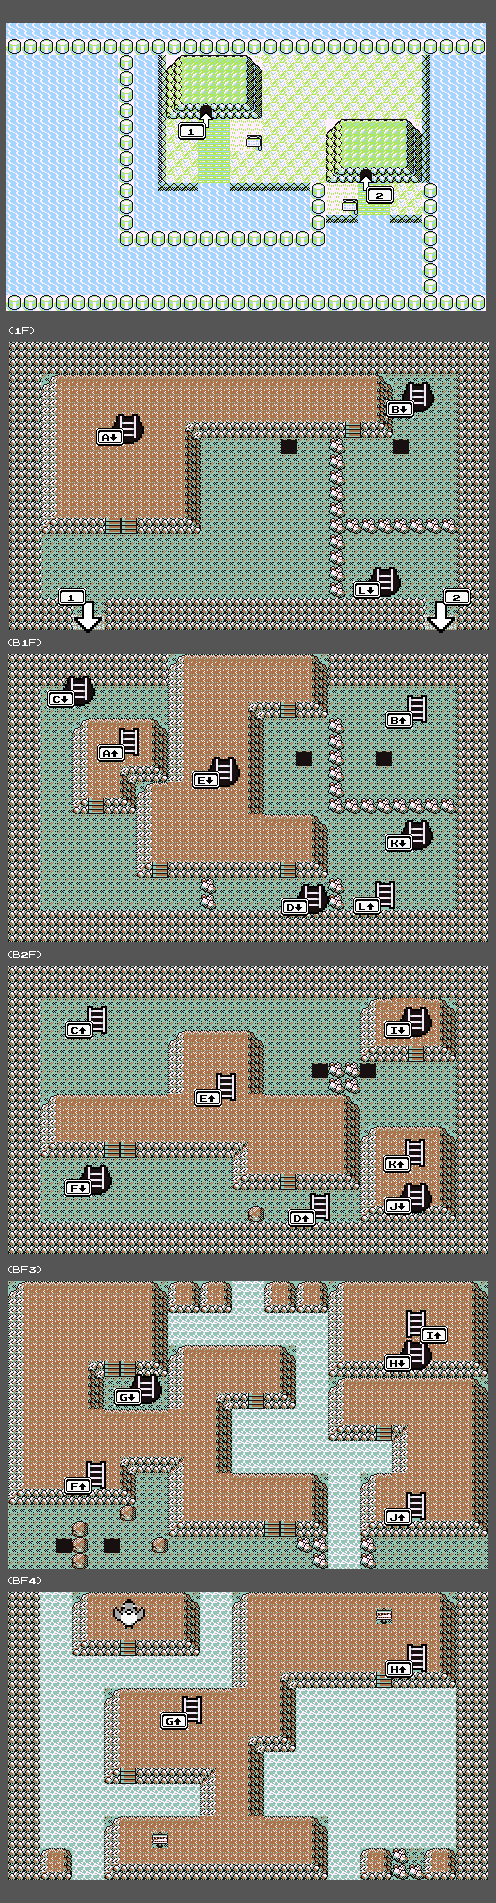 1
2
(1F)
A↓
B↓
L↓
1
2
(B1F)
C↓
B↑
A↑
E↓
K↓
D↓
L↑
(B2F)
C↑
I↓
E↑
K↑
F↓
J↓
D↑
(BF3)
I↑
H↓
G↓
F↑
J↑
(BF4)
H↑
G↑